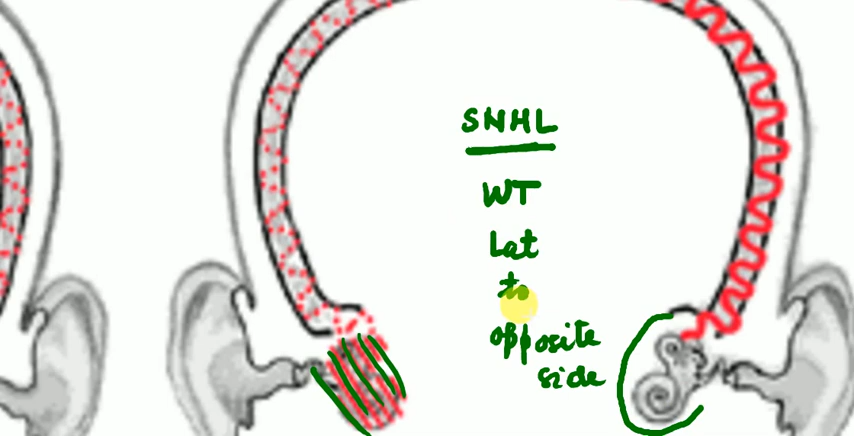 SNHL
WT
Lat
to
opposite
side